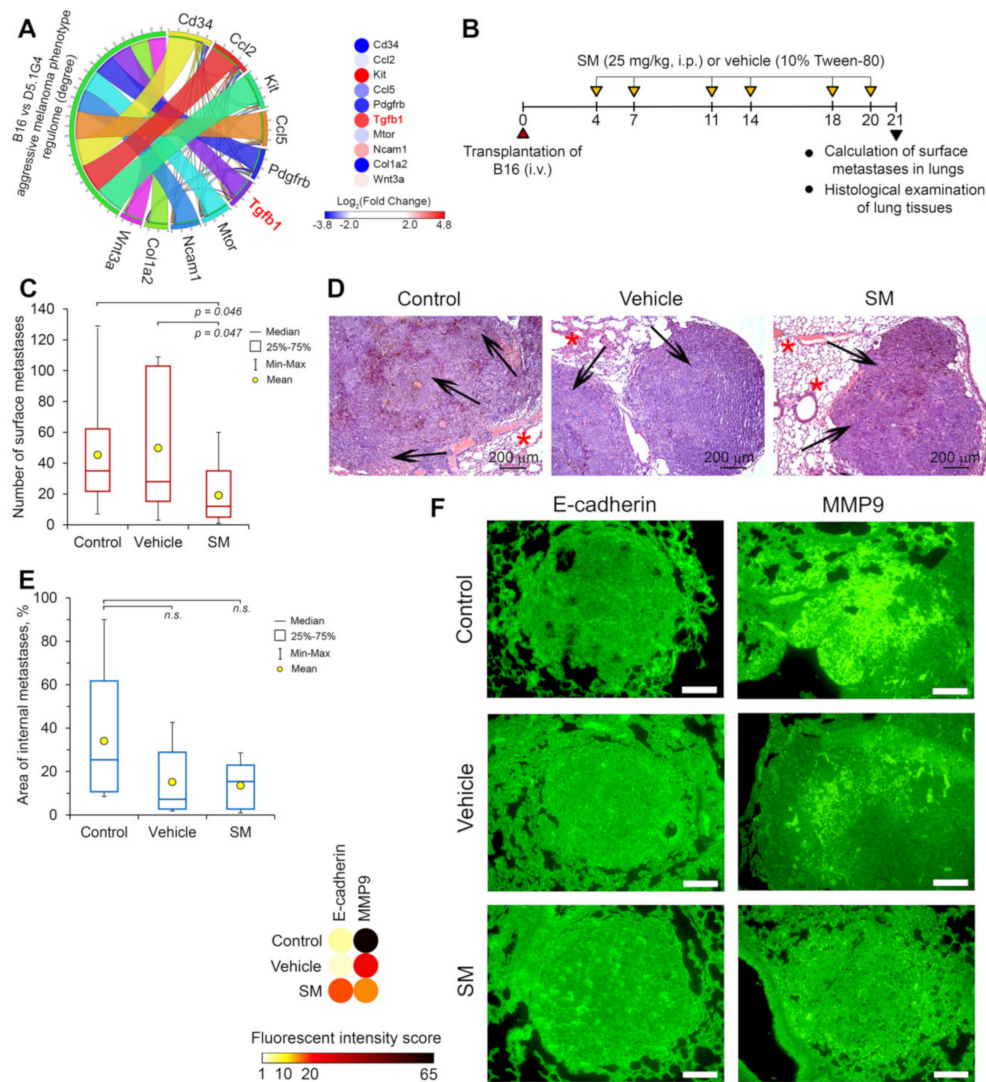 A
B16 vs D5.1G4
aggressive melanoma phenotype
regulome (degree)
Cd34
Ccl2
Kit
Ccl5
Pdgfrb
Tgfb1
Mtor
Ncam1
Col1a2
Wnt3a
Cd34
Ccl2
Kit
Ccl5
Pdgfrb
Tgfb1
Mtor
Ncam1
Col1a2
Wnt3a
Log2(Fold Change)
-3.8 -2.0 2.0 4.8
B
SM (25 mg/kg, i.p.) or vehicle (10% Tween-80)
0 4 7 11 14 18 20 21
Transplantation of
B16 (i.v.)
● Calculation of surface
metastases in lungs
● Histological examination
of lung tissues
C
Number of surface metastases
140
120
100
80
60
40
20
0
p = 0.046
p = 0.047
Median
25%-75%
Min-Max
Mean
Control Vehicle SM
D
Control Vehicle SM
* * * *
200 µm 200 µm 200 µm
E
Area of internal metastases, %
100
80
60
40
20
0
n.s. n.s.
Median
25%-75%
Min-Max
Mean
Control Vehicle SM
E-cadherin MMP9
Control
Vehicle
SM
Fluorescent intensity score
1 10 20 65
F
E-cadherin MMP9
Control
Vehicle
SM